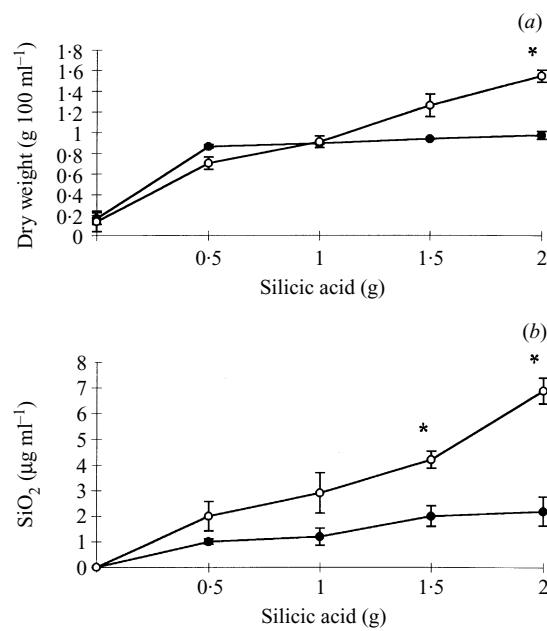 (a)
*
1·8
1·6
1·4
1·2
1
0·8
0·6
0·4
0·2
0
Dry weight (g 100 ml⁻¹)
0·5 1 1·5 2
Silicic acid (g)
(b)
*
*
8
7
6
5
4
3
2
1
0
SiO₂ (µg ml⁻¹)
0·5 1 1·5 2
Silicic acid (g)